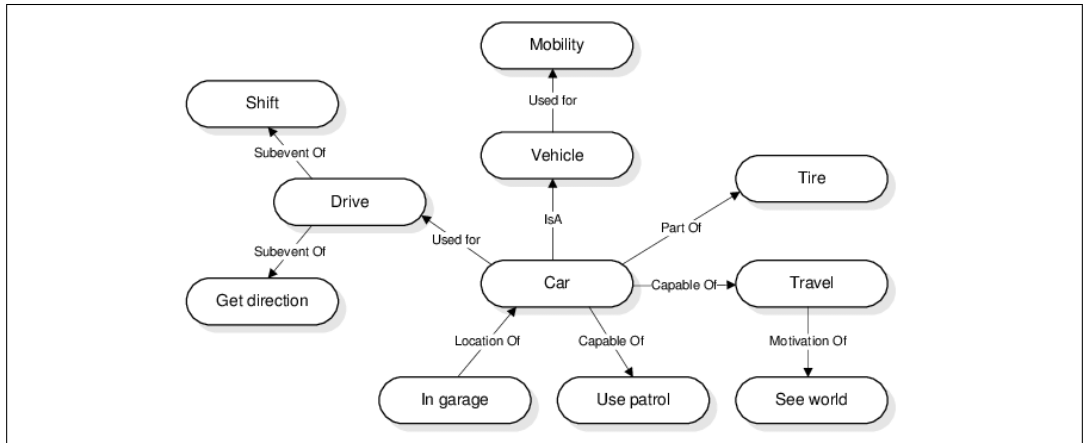 Mobility
Used for
Shift
Subevent Of
Vehicle
Drive
Tire
IsA
Used for
Part Of
Subevent Of
Get direction
Car
Capable Of
Travel
Location Of
Capable Of
Motivation Of
In garage
Use patrol
See world